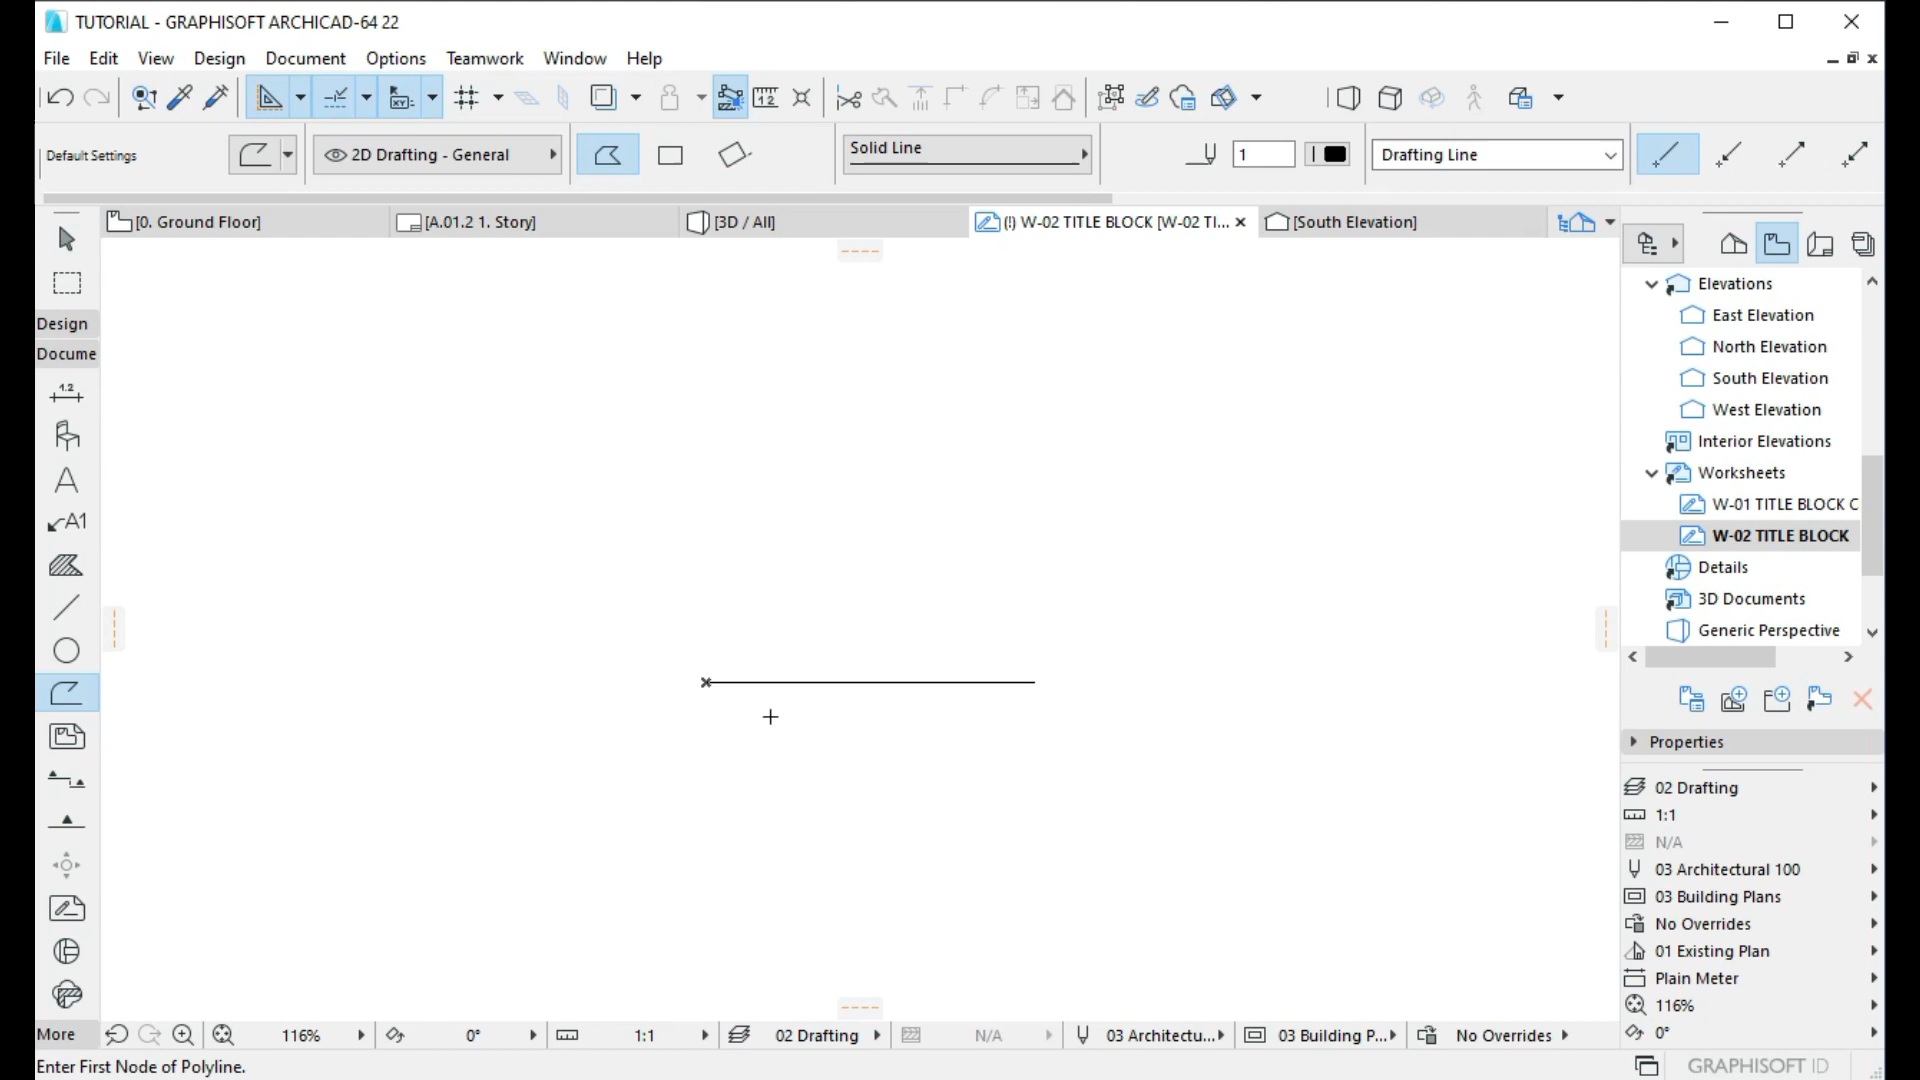 TUTORIAL - GRAPHISOFT ARCHICAD-64 22
File Edit View Design Document Options Teamwork Window Help
Default Settings
2D Drafting - General
Solid Line
1
Drafting Line
[0. Ground Floor]
[A.01.2 1. Story]
[3D / All]
(!) W-02 TITLE BLOCK [W-02 TI...
[South Elevation]
Design
Docume
1.2
A
A1
More
Elevations
East Elevation
North Elevation
South Elevation
West Elevation
Interior Elevations
Worksheets
W-01 TITLE BLOCK C
W-02 TITLE BLOCK
Details
3D Documents
Generic Perspective
Properties
02 Drafting
1:1
N/A
03 Architectural 100
03 Building Plans
No Overrides
01 Existing Plan
Plain Meter
116%
0°
116% 0° 1:1 02 Drafting N/A 03 Architectu... 03 Building P... No Overrides
Enter First Node of Polyline.
GRAPHISOFT ID